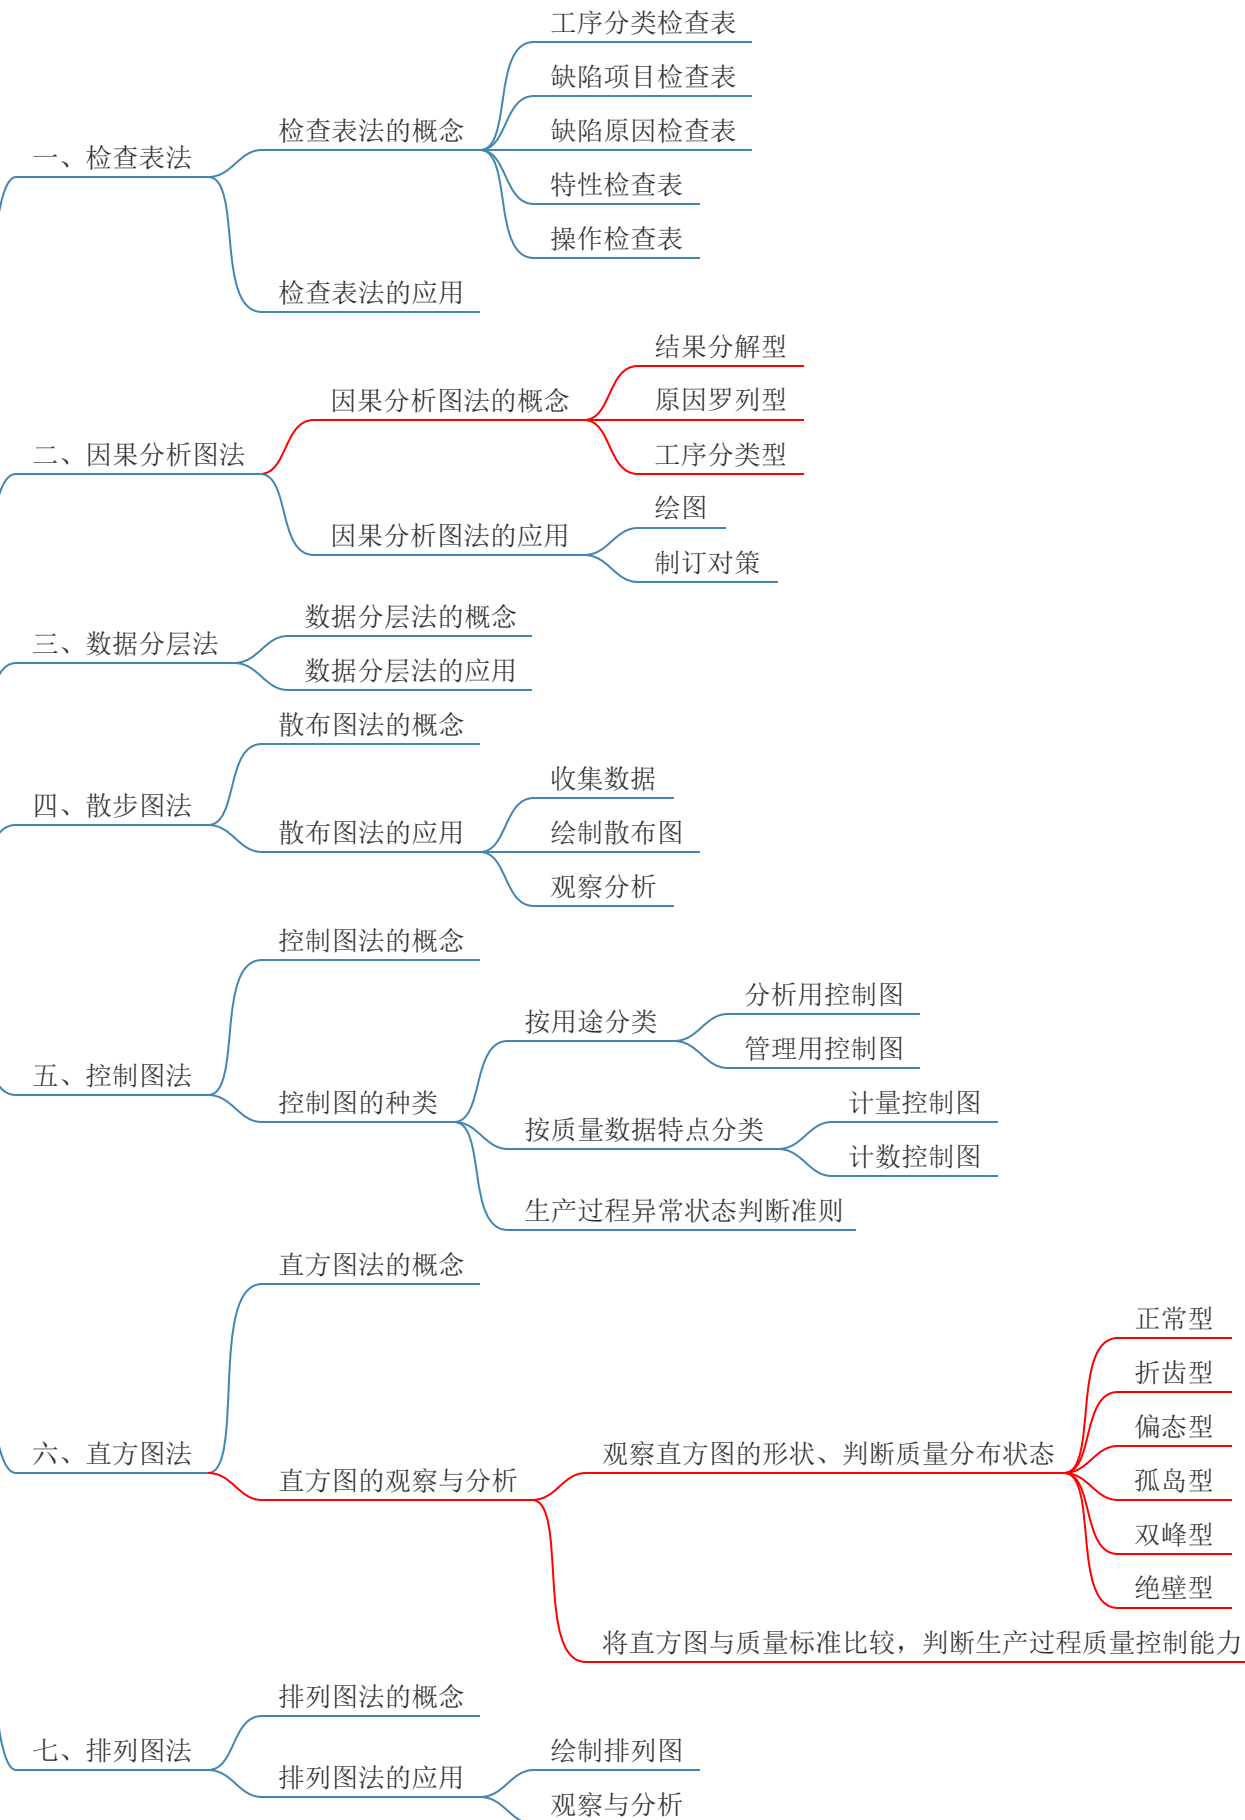 工序分类检查表
缺陷项目检查表
检查表法的概念
缺陷原因检查表
一、检查表法
特性检查表
操作检查表
检查表法的应用
结果分解型
因果分析图法的概念
原因罗列型
二、因果分析图法
工序分类型
绘图
因果分析图法的应用
制订对策
数据分层法的概念
三、数据分层法
数据分层法的应用
散布图法的概念
四、散步图法
收集数据
散布图法的应用
绘制散布图
观察分析
控制图法的概念
分析用控制图
按用途分类
管理用控制图
五、控制图法
控制图的种类
计量控制图
按质量数据特点分类
计数控制图
生产过程异常状态判断准则
直方图法的概念
正常型
折齿型
偏态型
六、直方图法
观察直方图的形状、判断质量分布状态
直方图的观察与分析
孤岛型
双峰型
绝壁型
将直方图与质量标准比较，判断生产过程质量控制能力
排列图法的概念
七、排列图法
绘制排列图
排列图法的应用
观察与分析